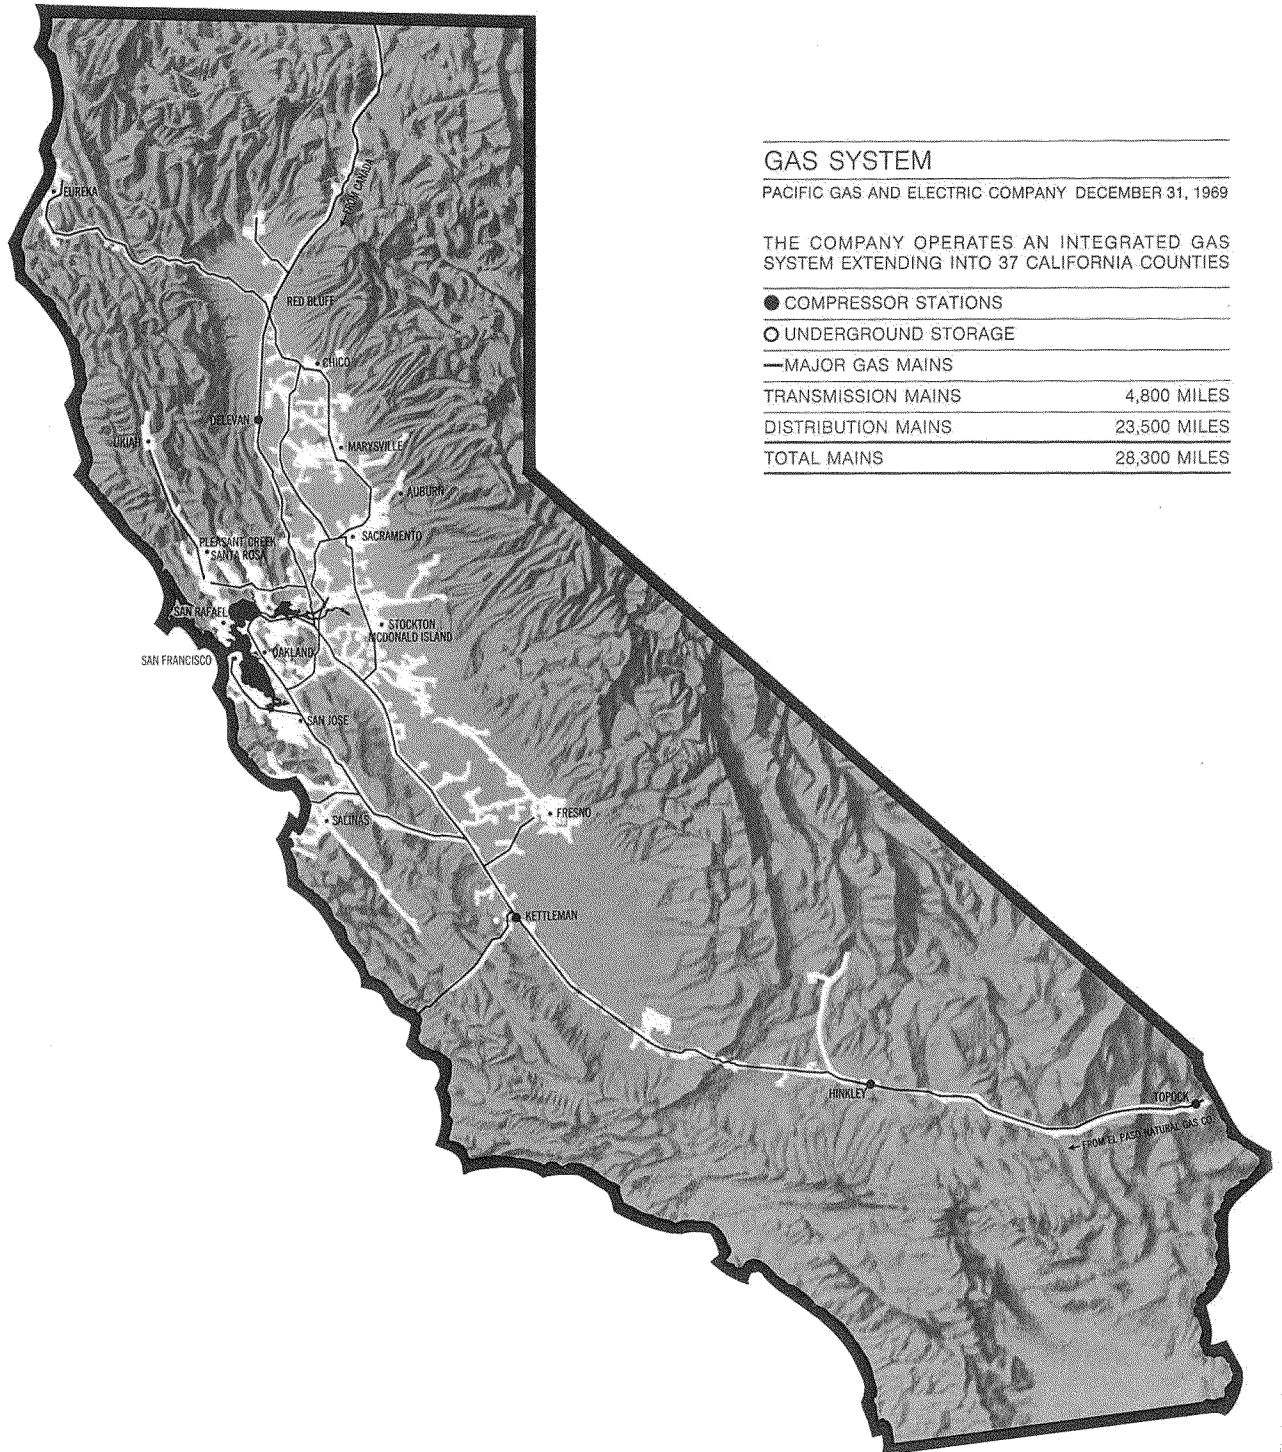 GAS SYSTEM
PACIFIC GAS AND ELECTRIC COMPANY DECEMBER 31, 1969
THE COMPANY OPERATES AN INTEGRATED GAS
SYSTEM EXTENDING INTO 37 CALIFORNIA COUNTIES
COMPRESSOR STATIONS
UNDERGROUND STORAGE
MAJOR GAS MAINS
TRANSMISSION MAINS 4,800 MILES
DISTRIBUTION MAINS 23,500 MILES
TOTAL MAINS 28,300 MILES
FROM CANADA
EUREKA
RED BLUFF
CHICO
DELEVAN
UKIAH
MARYSVILLE
AUBURN
SACRAMENTO
PLEASANT CREEK
SANTA ROSA
SAN RAFAEL
STOCKTON
MCDONALD ISLAND
OAKLAND
SAN FRANCISCO
SAN JOSE
SALINAS
FRESNO
KETTLEMAN
HINKLEY
TOPOCK
FROM EL PASO NATURAL GAS CO.